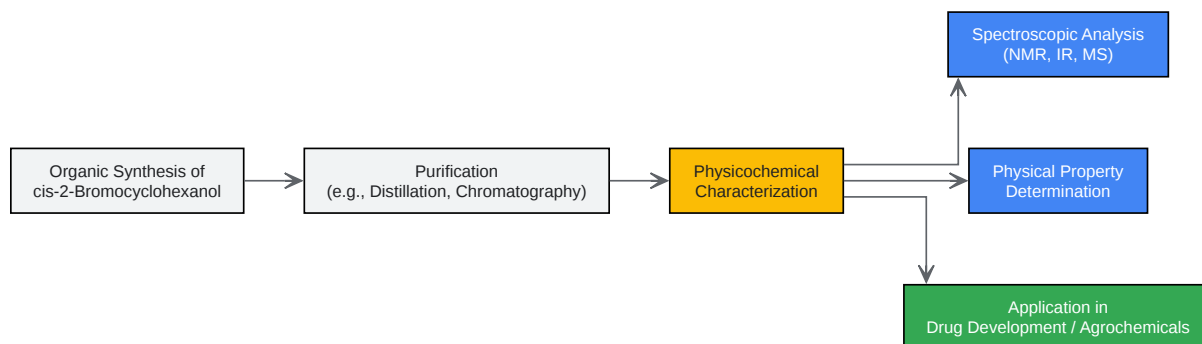 Spectroscopic Analysis
(NMR, IR, MS)
Organic Synthesis of
cis-2-Bromocyclohexanol
Purification
(e.g., Distillation, Chromatography)
Physicochemical
Characterization
Physical Property
Determination
Application in
Drug Development / Agrochemicals